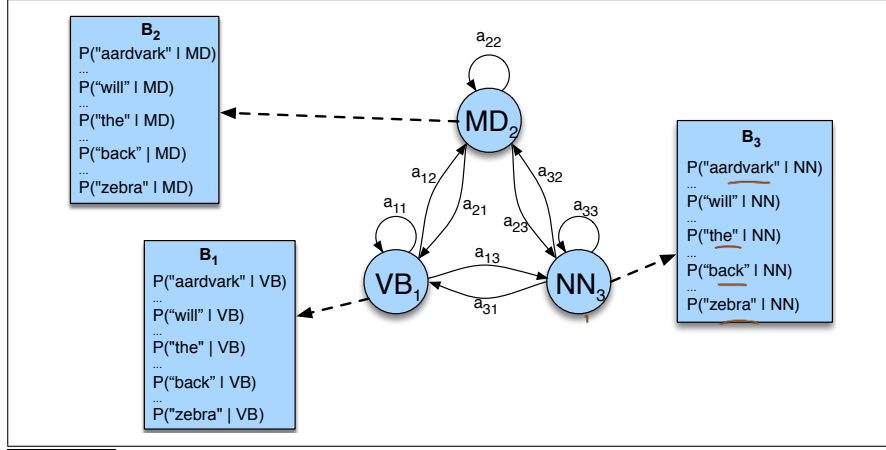 B2
P("aardvark" | MD)
...
P(“will” | MD)
...
P("the" | MD)
...
P(“back” | MD)
...
P("zebra" | MD)
a22
MD2
a12
a21
a32
a23
a11
a33
VB1
a13
a31
NN3
B1
P("aardvark" | VB)
...
P(“will” | VB)
...
P("the" | VB)
...
P(“back” | VB)
...
P("zebra" | VB)
B3
P("aardvark" | NN)
...
P(“will” | NN)
...
P("the" | NN)
...
P(“back” | NN)
...
P("zebra" | NN)